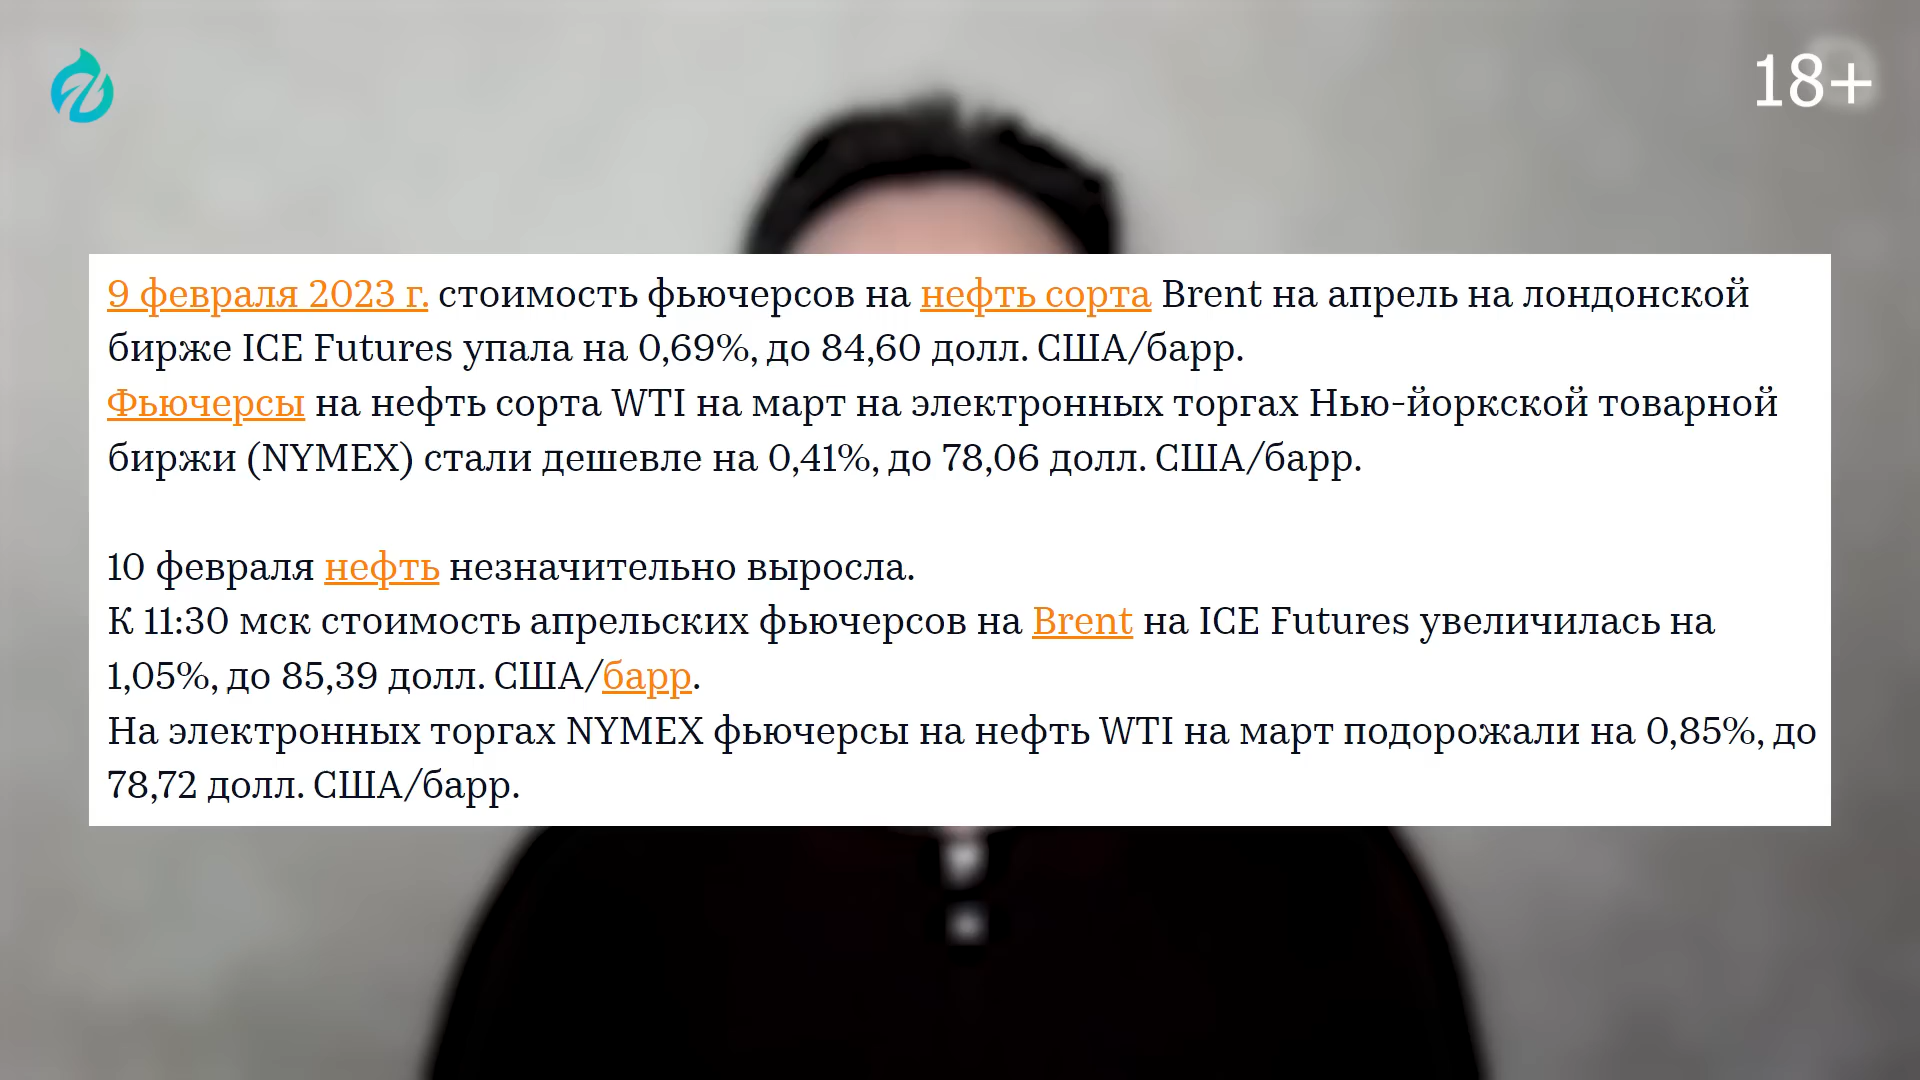 18+
9 февраля 2023 г. стоимость фьючерсов на нефть сорта Brent на апрель на лондонской
бирже ICE Futures упала на 0,69%, до 84,60 долл. США/барр.
Фьючерсы на нефть сорта WTI на март на электронных торгах Нью-йоркской товарной
биржи (NYMEX) стали дешевле на 0,41%, до 78,06 долл. США/барр.
10 февраля нефть незначительно выросла.
К 11:30 мск стоимость апрельских фьючерсов на Brent на ICE Futures увеличилась на
1,05%, до 85,39 долл. США/барр.
На электронных торгах NYMEX фьючерсы на нефть WTI на март подорожали на 0,85%, до
78,72 долл. США/барр.